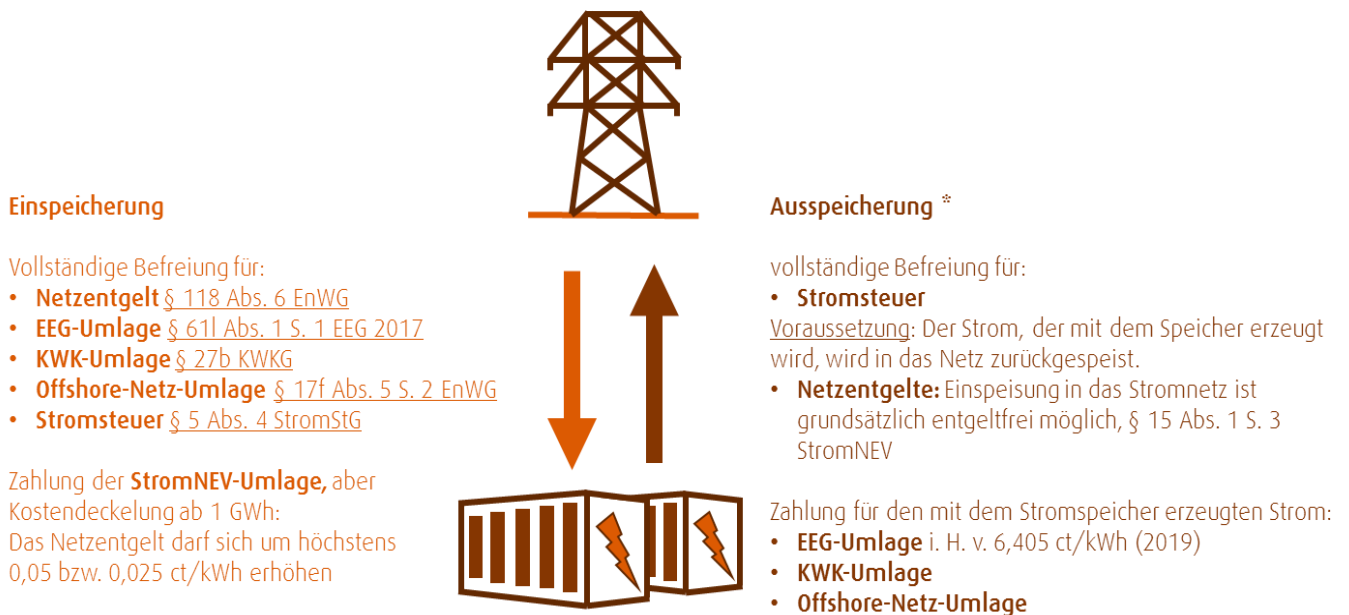 Einspeicherung
Vollständige Befreiung für:
• Netzentgelt § 118 Abs. 6 EnWG
• EEG-Umlage § 61l Abs. 1 S. 1 EEG 2017
• KWK-Umlage § 27b KWKG
• Offshore-Netz-Umlage § 17f Abs. 5 S. 2 EnWG
• Stromsteuer § 5 Abs. 4 StromStG
Zahlung der StromNEV-Umlage, aber
Kostendeckelung ab 1 GWh:
Das Netzentgelt darf sich um höchstens
0,05 bzw. 0,025 ct/kWh erhöhen
Ausspeicherung *
vollständige Befreiung für:
• Stromsteuer
Voraussetzung: Der Strom, der mit dem Speicher erzeugt
wird, wird in das Netz zurückgespeist.
• Netzentgelte: Einspeisung in das Stromnetz ist
grundsätzlich entgeltfrei möglich, § 15 Abs. 1 S. 3
StromNEV
Zahlung für den mit dem Stromspeicher erzeugten Strom:
• EEG-Umlage i. H. v. 6,405 ct/kWh (2019)
• KWK-Umlage
• Offshore-Netz-Umlage